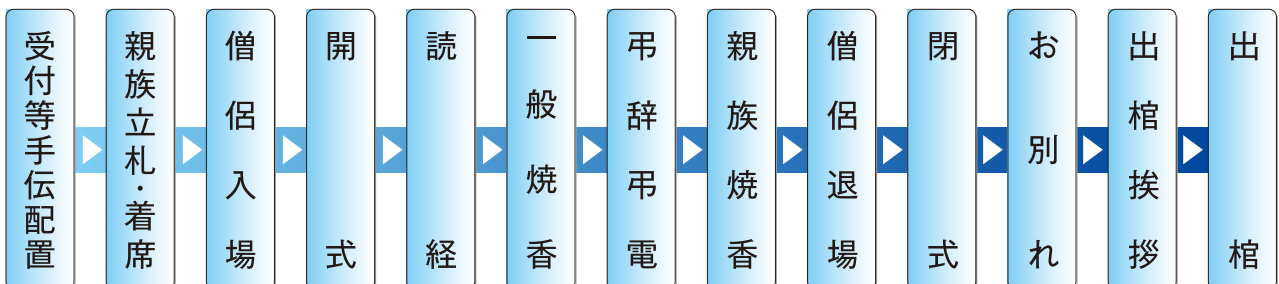 受付等手伝配置
親族立札・着席
僧侶入場
開式
読経
一般焼香
弔辞弔電
親族焼香
僧侶退場
閉式
お別れ
出棺挨拶
出棺